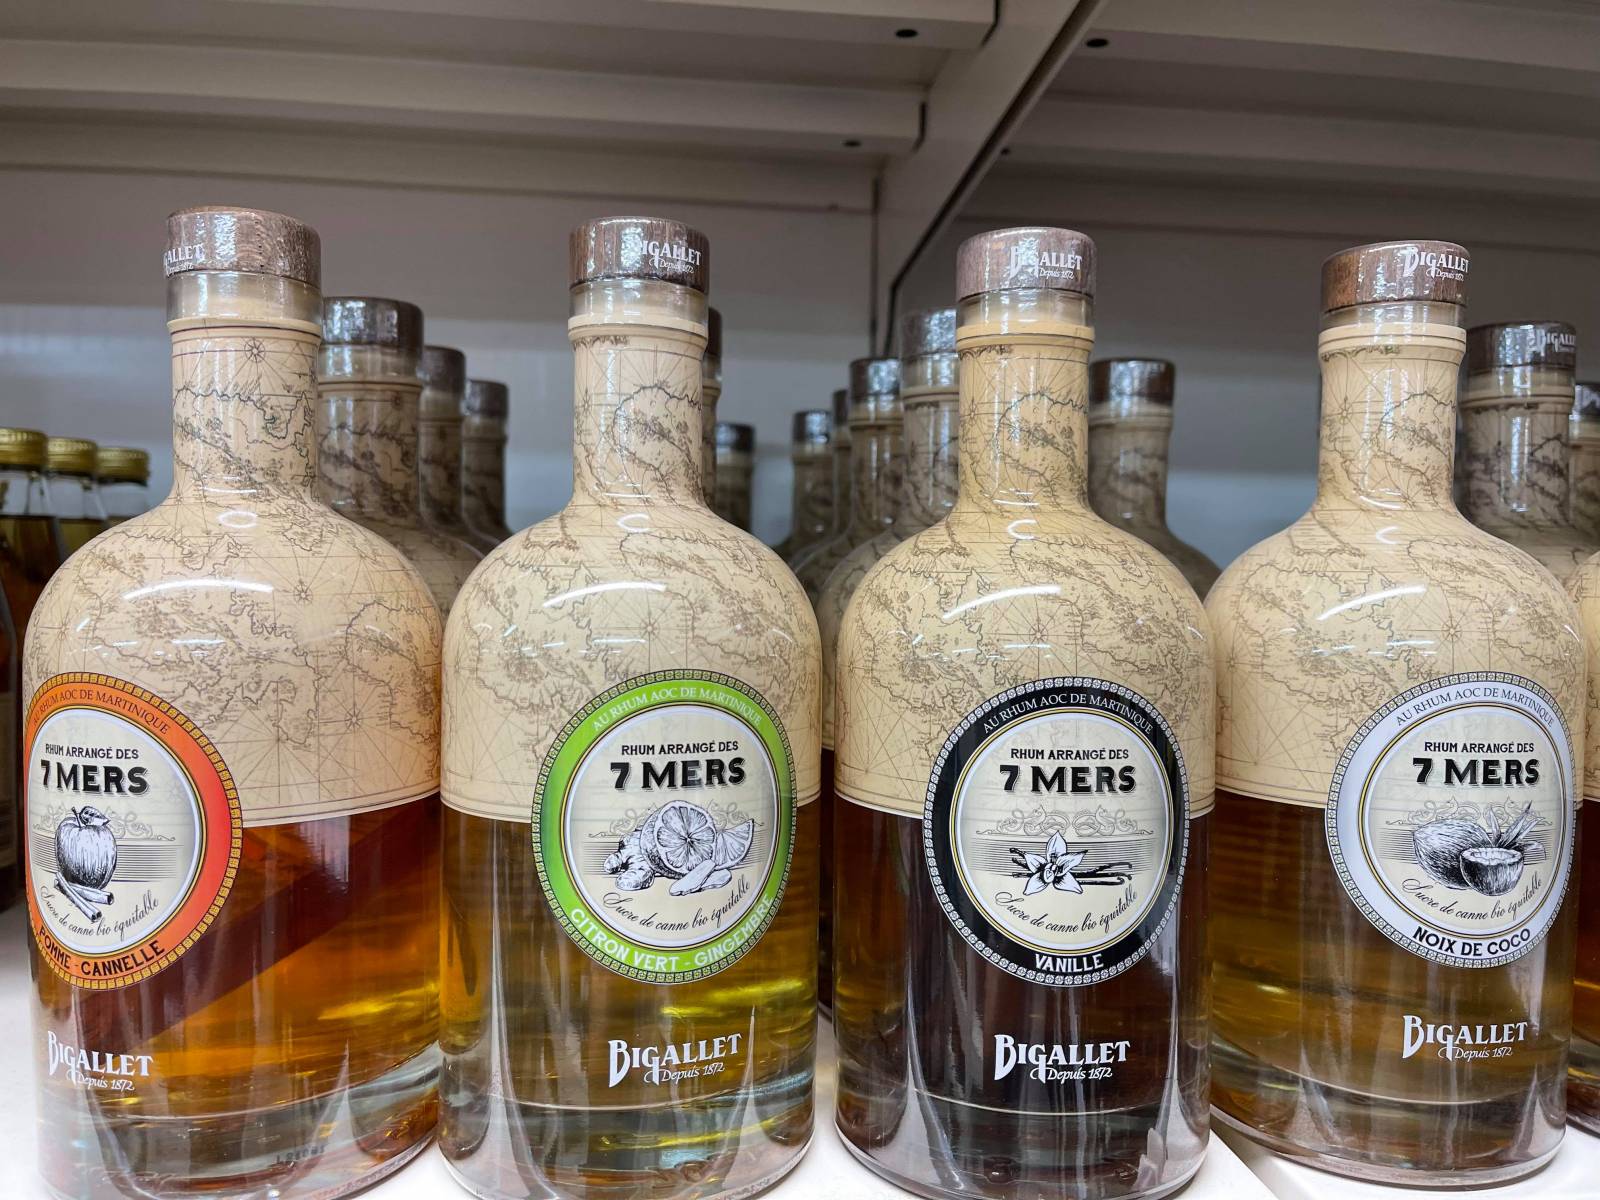 GALLET
Depuis 1872
AU RHUM AOC DE MARTINIQUE
RHUM ARRANGÉ DES
7 MERS
Sucre de canne bio équitable
POMME - CANNELLE
BIGALLET
Depuis 1872
IGALLET
Depuis 1872
AU RHUM AOC DE MARTINIQUE
RHUM ARRANGÉ DES
7 MERS
Sucre de canne bio équitable
CITRON VERT - GINGEMBRE
BIGALLET
Depuis 1872
BIGALLET
Depuis 1872
AU RHUM AOC DE MARTINIQUE
RHUM ARRANGÉ DES
7 MERS
Sucre de canne bio équitable
VANILLE
BIGALLET
Depuis 1872
BIGALLET
Depuis 1872
AU RHUM AOC DE MARTINIQUE
RHUM ARRANGÉ DES
7 MERS
Sucre de canne bio équitable
NOIX DE COCO
BIGALLET
Depuis 1872
BIGALLET